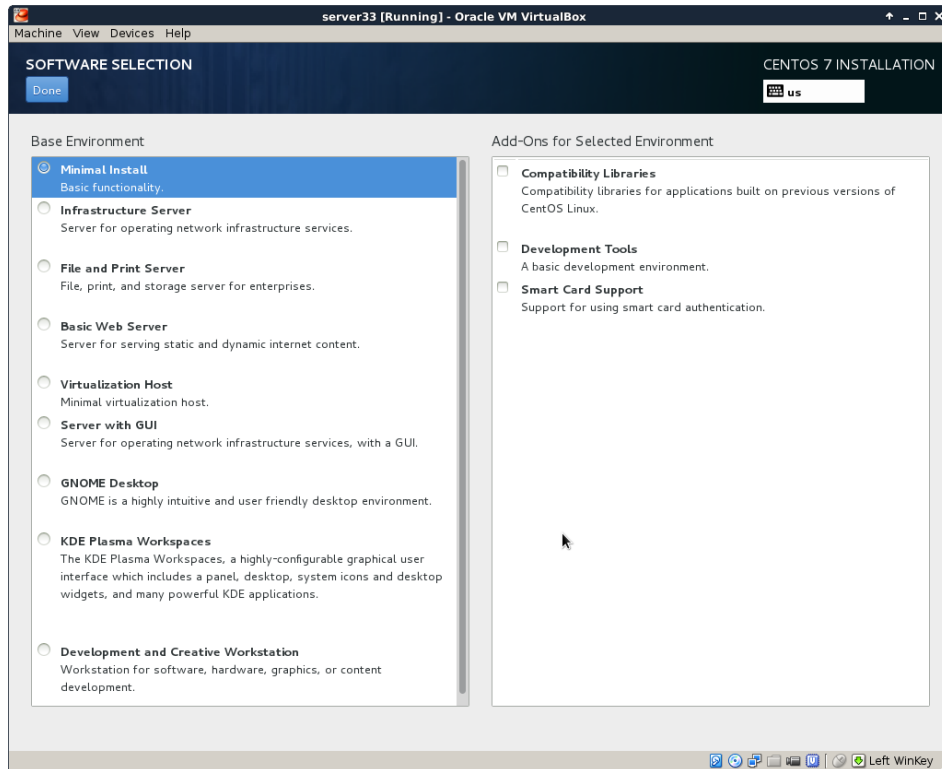 server33 [Running] - Oracle VM VirtualBox
Machine View Devices Help
SOFTWARE SELECTION
CENTOS 7 INSTALLATION
Done
us
Base Environment
Minimal Install
Basic functionality.
Infrastructure Server
Server for operating network infrastructure services.
File and Print Server
File, print, and storage server for enterprises.
Basic Web Server
Server for serving static and dynamic internet content.
Virtualization Host
Minimal virtualization host.
Server with GUI
Server for operating network infrastructure services, with a GUI.
GNOME Desktop
GNOME is a highly intuitive and user friendly desktop environment.
KDE Plasma Workspaces
The KDE Plasma Workspaces, a highly-configurable graphical user
interface which includes a panel, desktop, system icons and desktop
widgets, and many powerful KDE applications.
Development and Creative Workstation
Workstation for software, hardware, graphics, or content
development.
Add-Ons for Selected Environment
Compatibility Libraries
Compatibility libraries for applications built on previous versions of
CentOS Linux.
Development Tools
A basic development environment.
Smart Card Support
Support for using smart card authentication.
Left WinKey